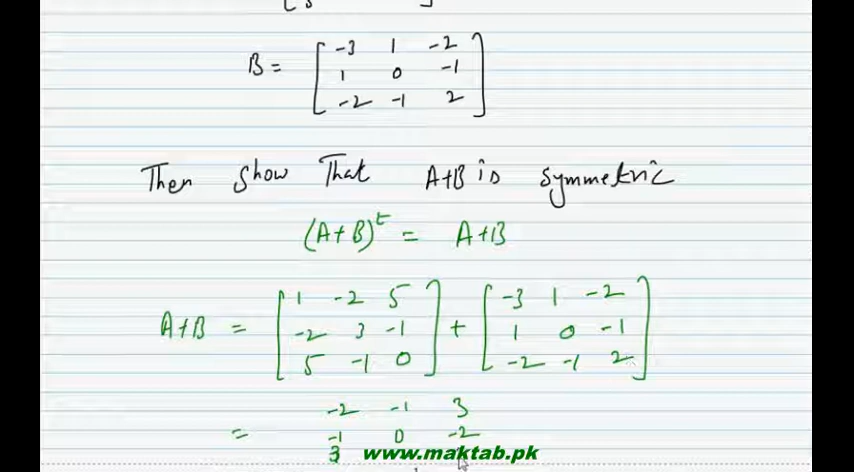 B = [ -3 1 -2
1 0 -1
-2 -1 2 ]
Then show That A+B is symmetric
(A+B)^t = A+B
A+B = [ 1 -2 5 ] + [ -3 1 -2 ]
[ -2 3 -1 ] [ 1 0 -1 ]
[ 5 -1 0 ] [ -2 -1 2 ]
= -2 -1 3
-1 0 -2
3
www.maktab.pk